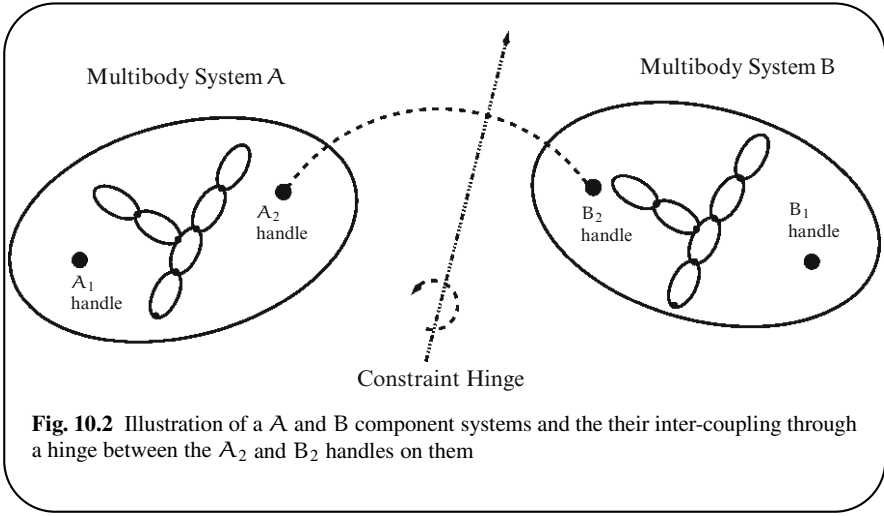 Multibody System A
Multibody System B
A2
handle
A1
handle
B2
handle
B1
handle
Constraint Hinge
Fig. 10.2 Illustration of a A and B component systems and the their inter-coupling through
a hinge between the A2 and B2 handles on them